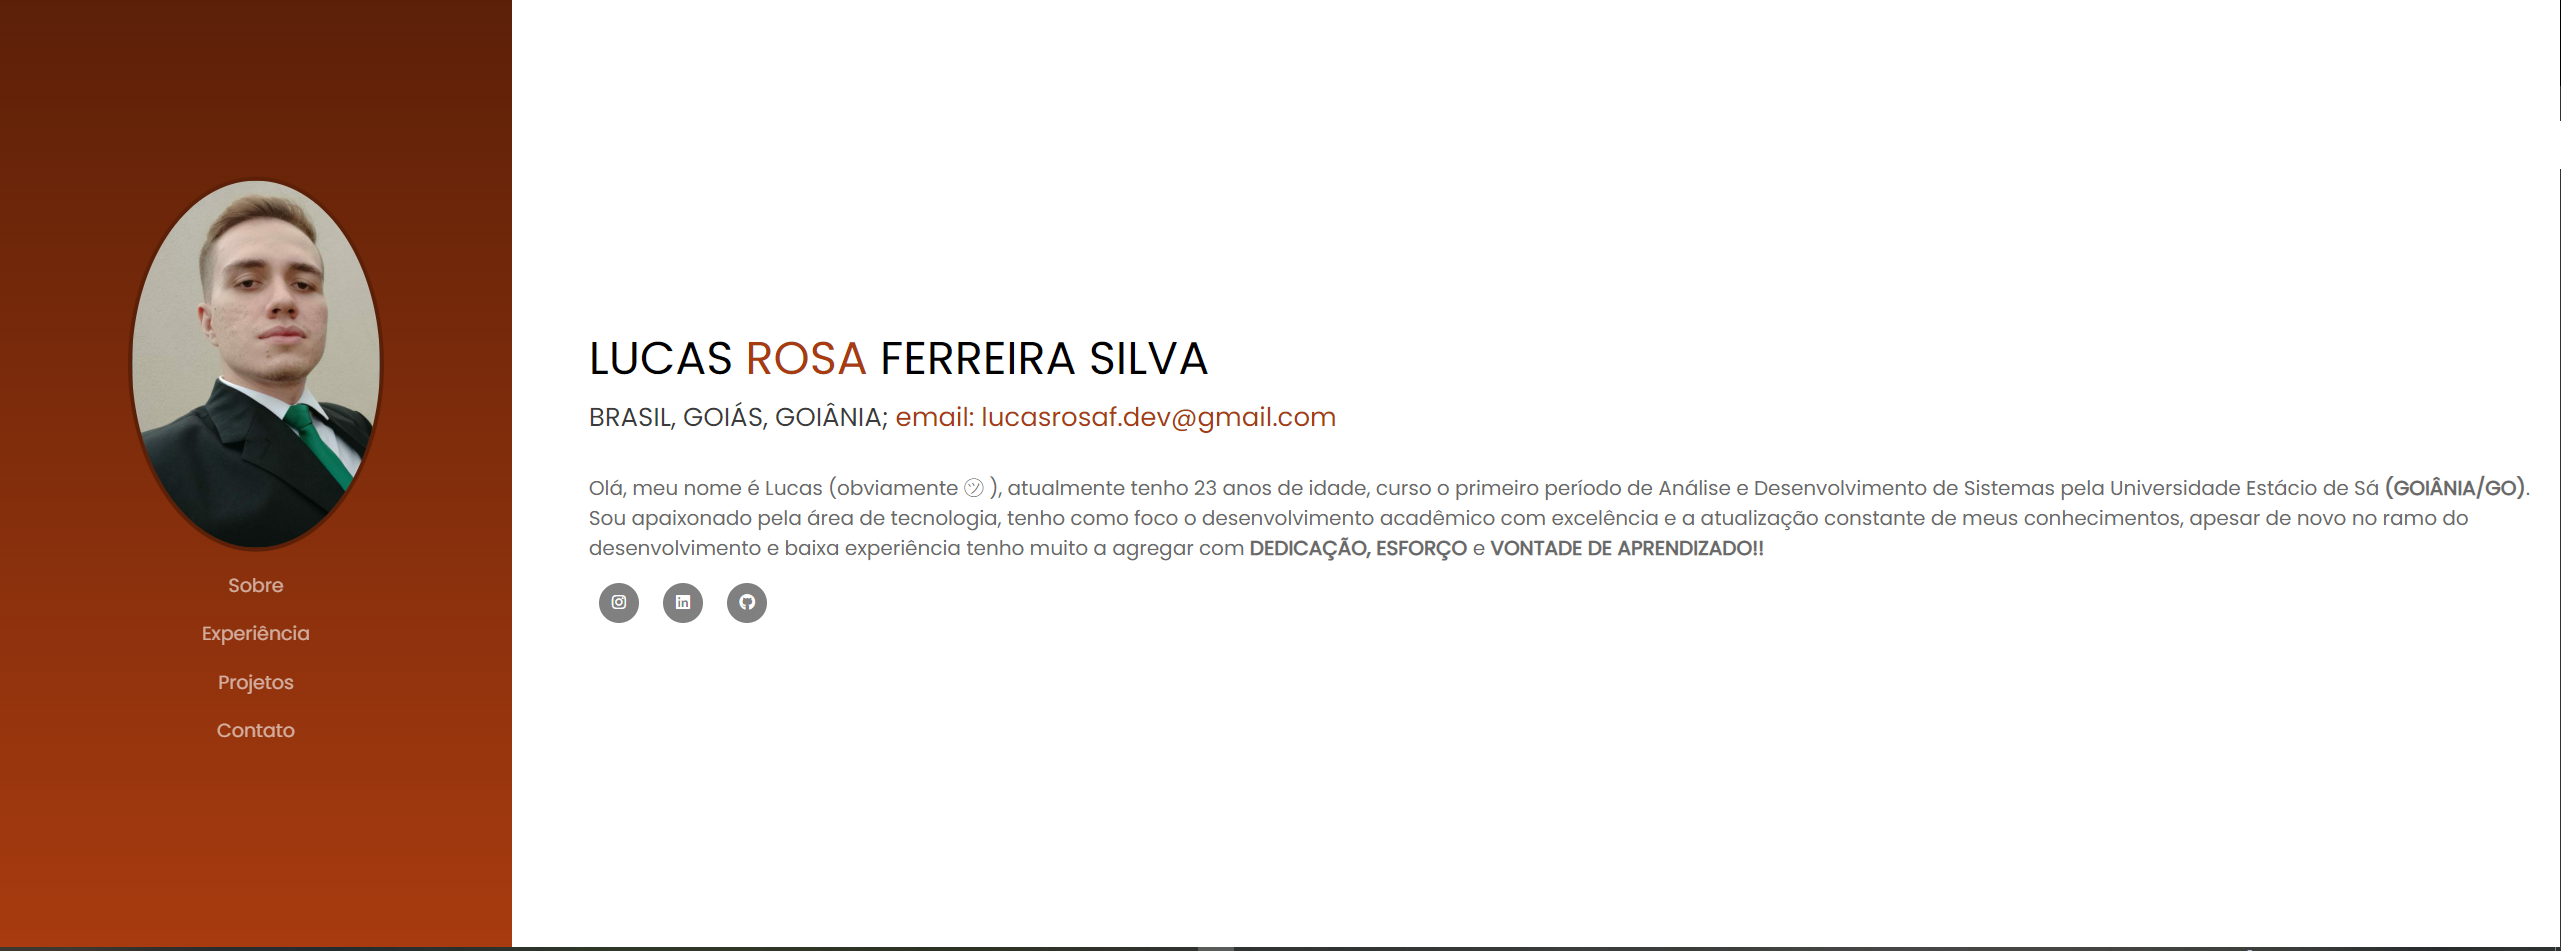 Sobre
Experiência
Projetos
Contato
LUCAS ROSA FERREIRA SILVA
BRASIL, GOIÁS, GOIÂNIA; email: lucasrosaf.dev@gmail.com
Olá, meu nome é Lucas (obviamente ㋡ ), atualmente tenho 23 anos de idade, curso o primeiro período de Análise e Desenvolvimento de Sistemas pela Universidade Estácio de Sá (GOIÂNIA/GO).
Sou apaixonado pela área de tecnologia, tenho como foco o desenvolvimento acadêmico com excelência e a atualização constante de meus conhecimentos, apesar de novo no ramo do
desenvolvimento e baixa experiência tenho muito a agregar com DEDICAÇÃO, ESFORÇO e VONTADE DE APRENDIZADO!!